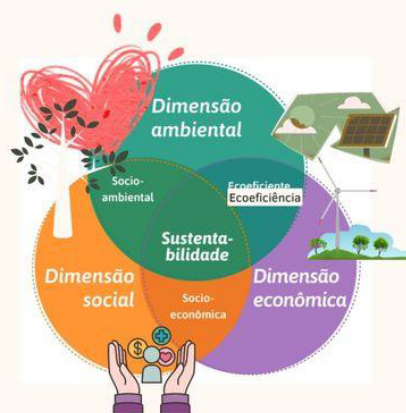 Dimensão
ambiental
Socio-
ambiental
Ecoeficiente
Ecoeficiência
Sustenta-
bilidade
Dimensão
social
Dimensão
econômica
Socio-
econômica
$